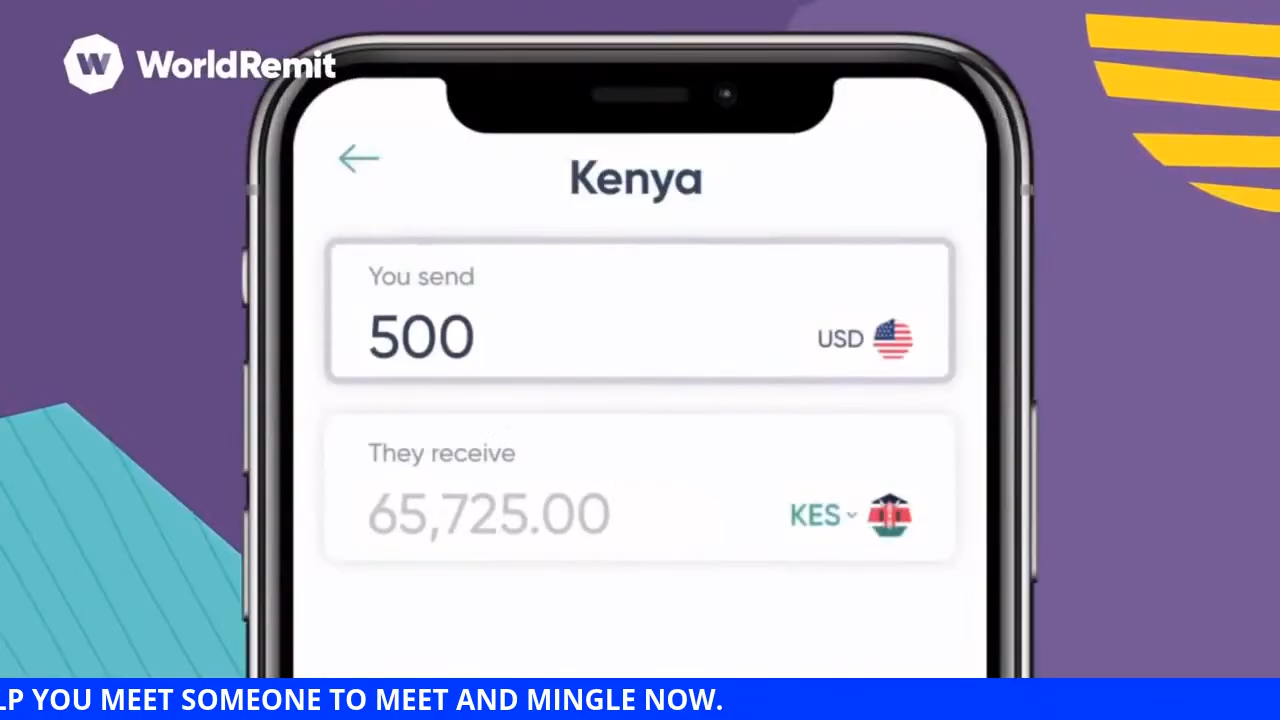 W WorldRemit
Kenya
You send
500
USD
They receive
65,725.00
KES
YOU MEET SOMEONE TO MEET AND MINGLE NOW.